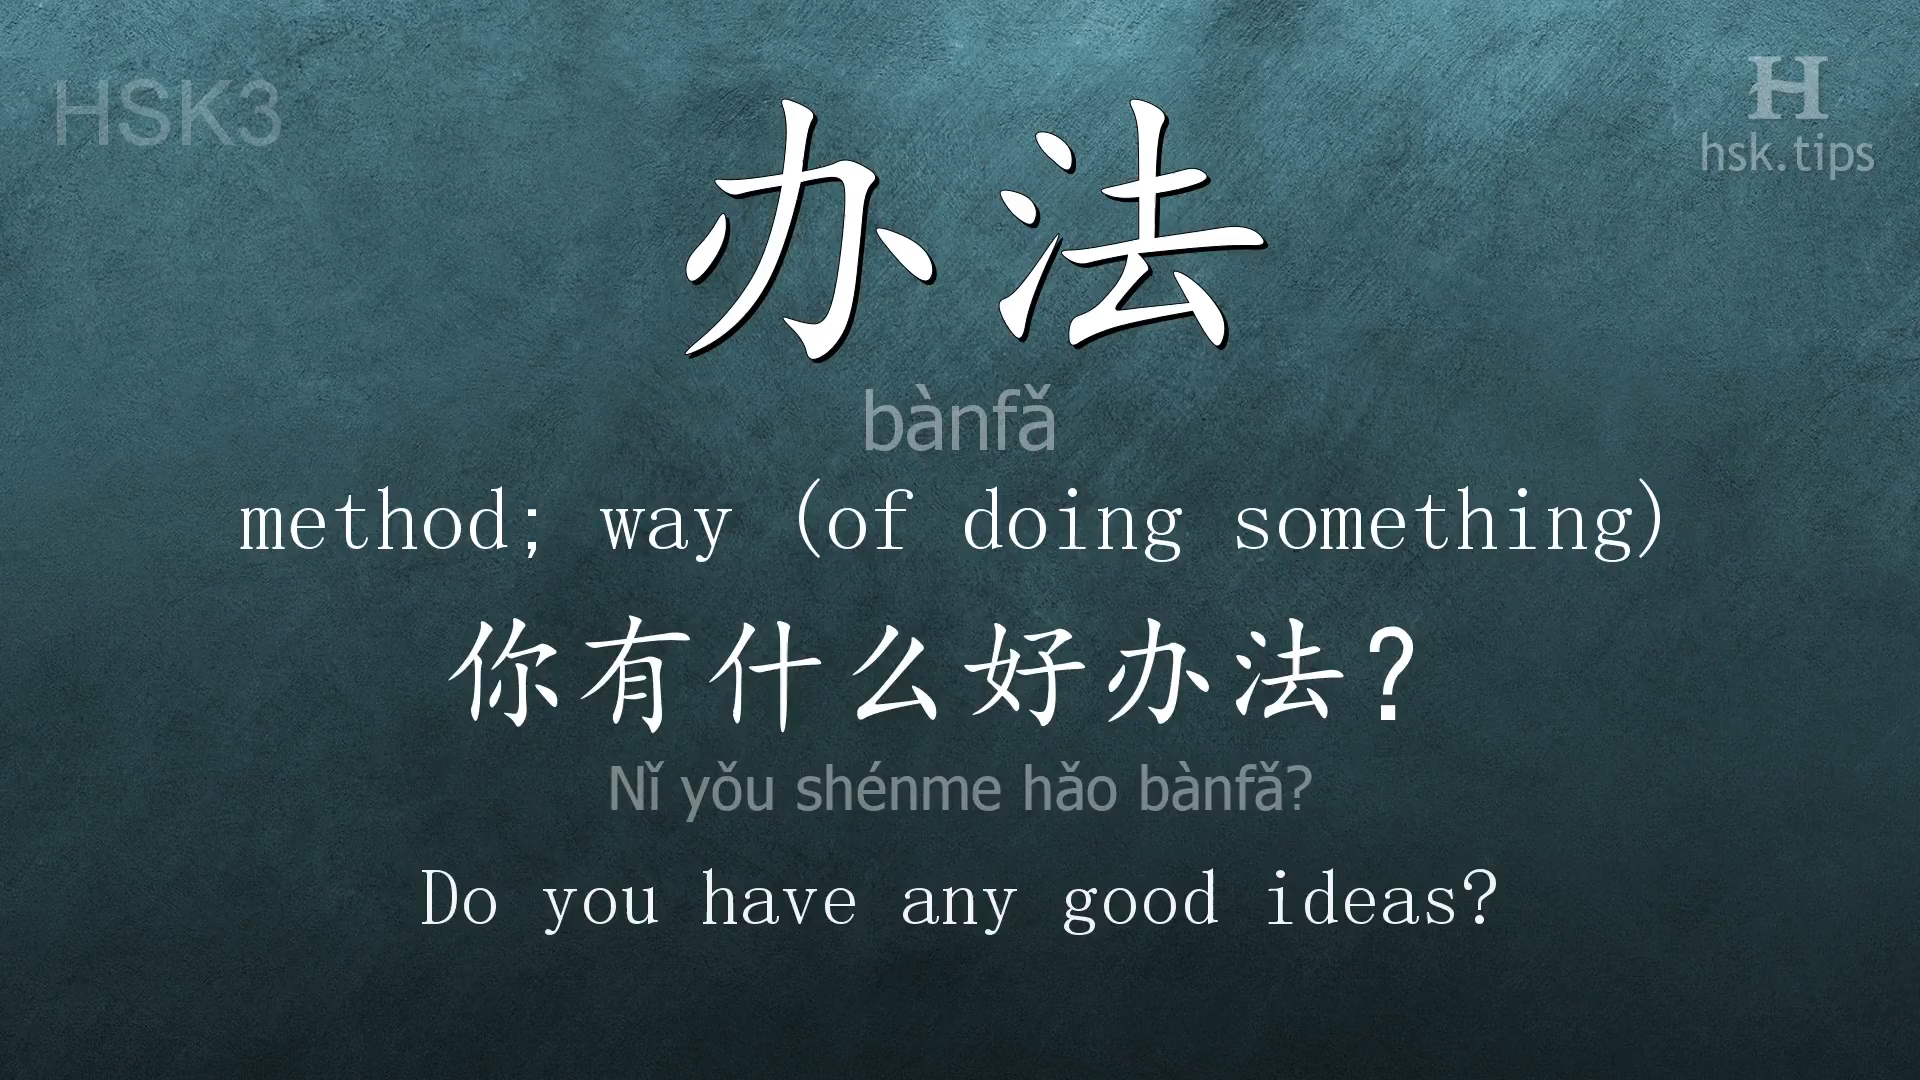 HSK3
H
hsk.tips
办法
bànfǎ
method; way (of doing something)
你有什么好办法？
Nǐ yǒu shénme hǎo bànfǎ?
Do you have any good ideas?